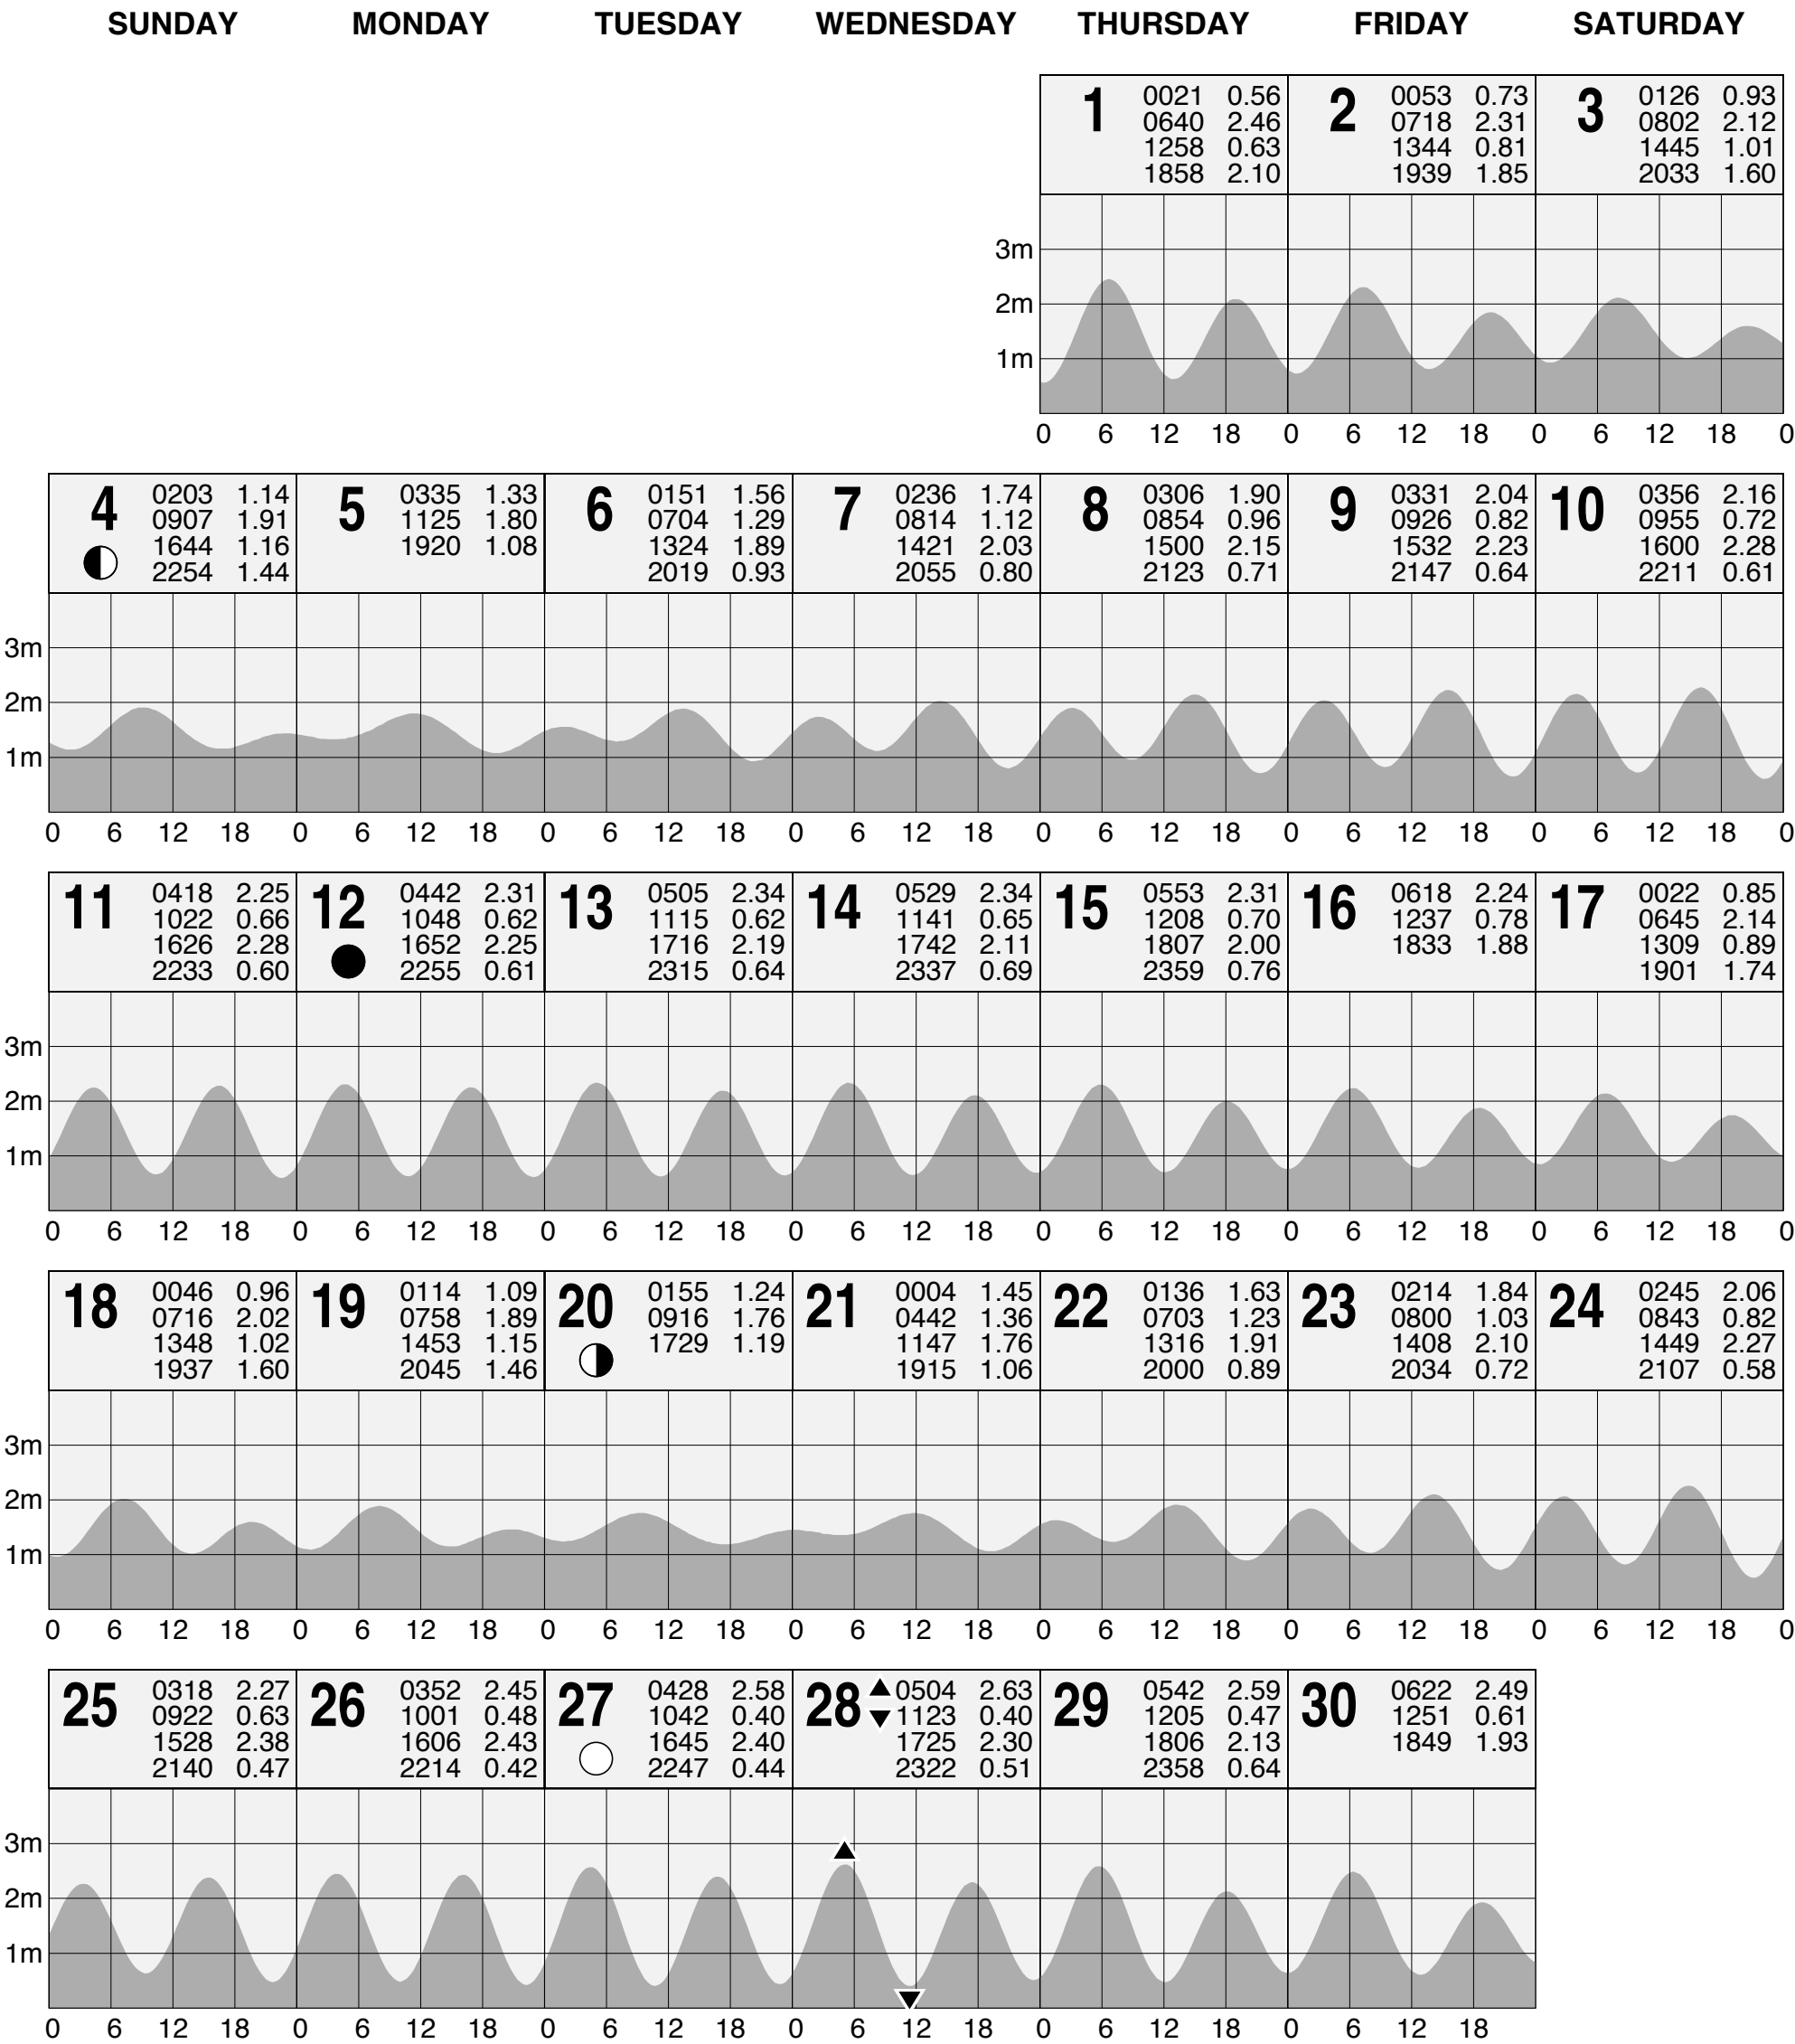 SUNDAY MONDAY TUESDAY WEDNESDAY THURSDAY FRIDAY SATURDAY
1 0021 0.56 2 0053 0.73 3 0126 0.93
0640 2.46 0718 2.31 0802 2.12
1258 0.63 1344 0.81 1445 1.01
1858 2.10 1939 1.85 2033 1.60
3m
2m
1m
0 6 12 18 0 6 12 18 0 6 12 18 0
4 0203 1.14 5 0335 1.33 6 0151 1.56 7 0236 1.74 8 0306 1.90 9 0331 2.04 10 0356 2.16
0907 1.91 1125 1.80 0704 1.29 0814 1.12 0854 0.96 0926 0.82 0955 0.72
1644 1.16 1920 1.08 1324 1.89 1421 2.03 1500 2.15 1532 2.23 1600 2.28
2254 1.44 2019 0.93 2055 0.80 2123 0.71 2147 0.64 2211 0.61
3m
2m
1m
0 6 12 18 0 6 12 18 0 6 12 18 0 6 12 18 0 6 12 18 0 6 12 18 0 6 12 18 0
11 0418 2.25 12 0442 2.31 13 0505 2.34 14 0529 2.34 15 0553 2.31 16 0618 2.24 17 0022 0.85
1022 0.66 1048 0.62 1115 0.62 1141 0.65 1208 0.70 1237 0.78 0645 2.14
1626 2.28 1652 2.25 1716 2.19 1742 2.11 1807 2.00 1833 1.88 1309 0.89
2233 0.60 2255 0.61 2315 0.64 2337 0.69 2359 0.76 1901 1.74
3m
2m
1m
0 6 12 18 0 6 12 18 0 6 12 18 0 6 12 18 0 6 12 18 0 6 12 18 0 6 12 18 0
18 0046 0.96 19 0114 1.09 20 0155 1.24 21 0004 1.45 22 0136 1.63 23 0214 1.84 24 0245 2.06
0716 2.02 0758 1.89 0916 1.76 0442 1.36 0703 1.23 0800 1.03 0843 0.82
1348 1.02 1453 1.15 1729 1.19 1147 1.76 1316 1.91 1408 2.10 1449 2.27
1937 1.60 2045 1.46 1915 1.06 2000 0.89 2034 0.72 2107 0.58
3m
2m
1m
0 6 12 18 0 6 12 18 0 6 12 18 0 6 12 18 0 6 12 18 0 6 12 18 0 6 12 18 0
25 0318 2.27 26 0352 2.45 27 0428 2.58 28 0504 2.63 29 0542 2.59 30 0622 2.49
0922 0.63 1001 0.48 1042 0.40 1123 0.40 1205 0.47 1251 0.61
1528 2.38 1606 2.43 1645 2.40 1725 2.30 1806 2.13 1849 1.93
2140 0.47 2214 0.42 2247 0.44 2322 0.51 2358 0.64
3m
2m
1m
0 6 12 18 0 6 12 18 0 6 12 18 0 6 12 18 0 6 12 18 0 6 12 18